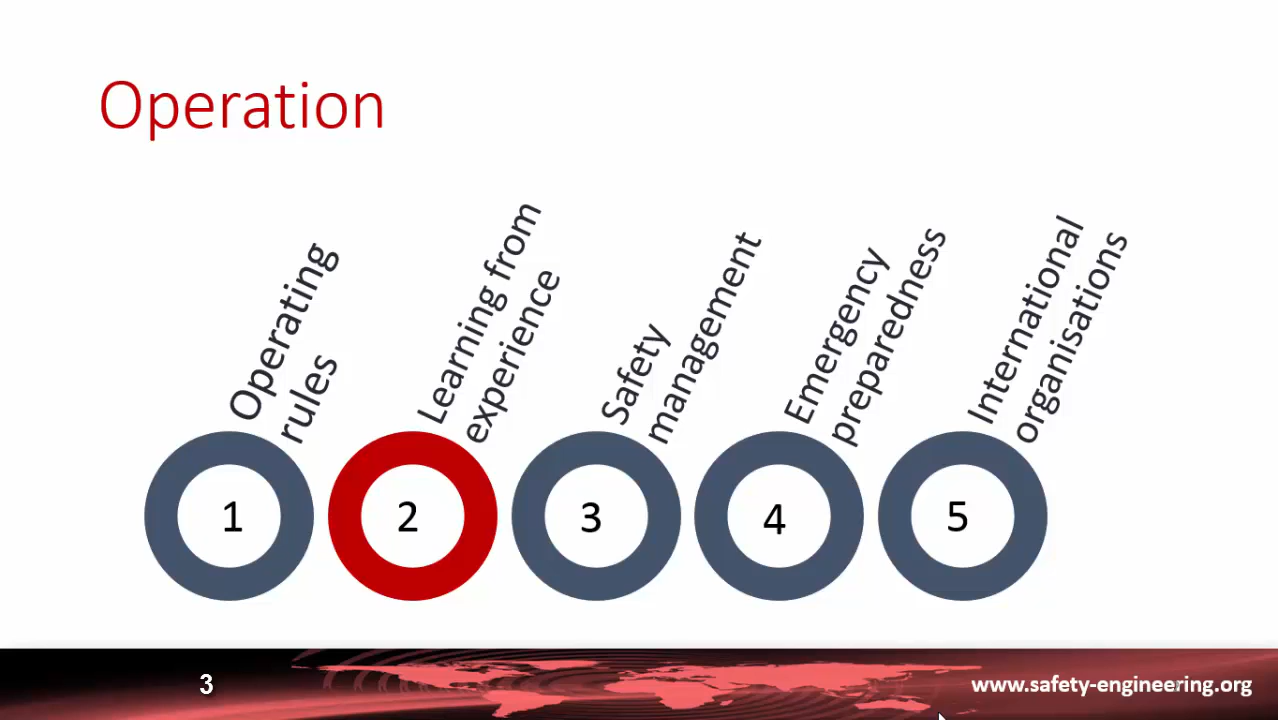 Operation
Operating
rules
Learning from
experience
Safety
management
Emergency
preparedness
International
organisations
1
2
3
4
5
3
www.safety-engineering.org